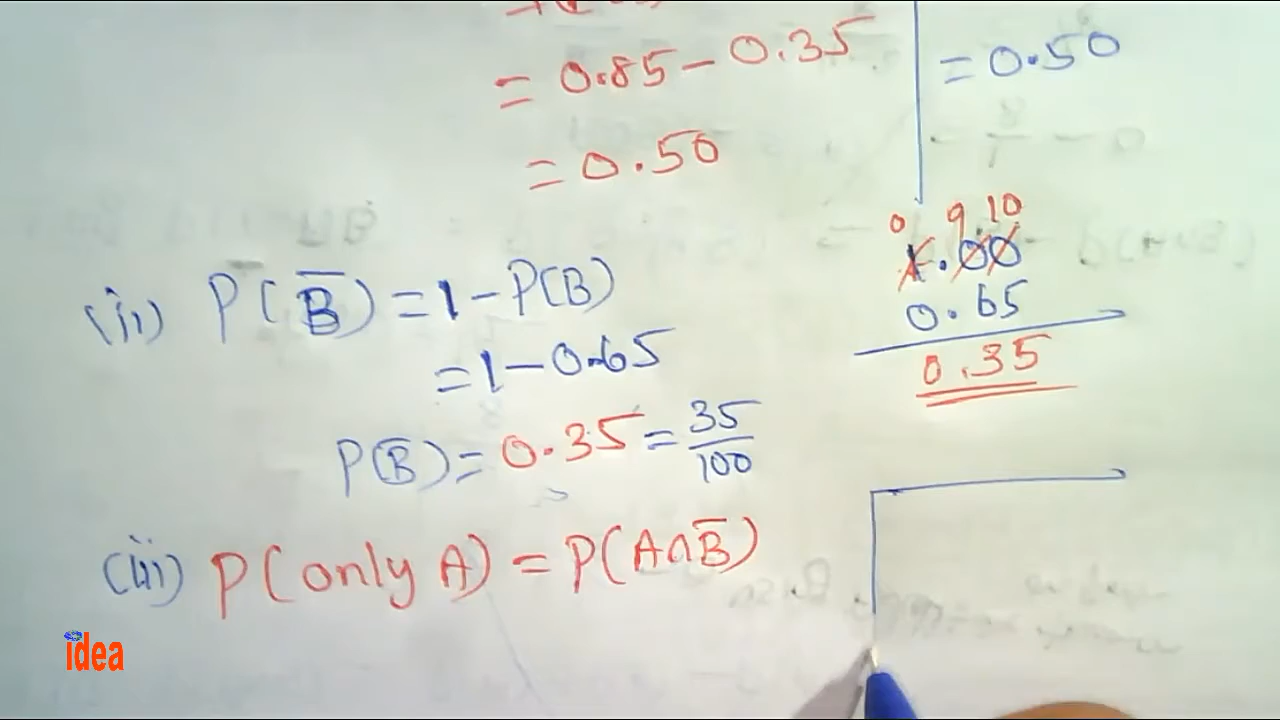 = 0.85 - 0.35
= 0.50
= 0.50
(ii) P(B̅) = 1 - P(B)
= 1 - 0.65
P(B̅) = 0.35 = 35/100
(iii) P(only A) = P(A∩B̅)
0 9 10
1.00
0.65
0.35
idea